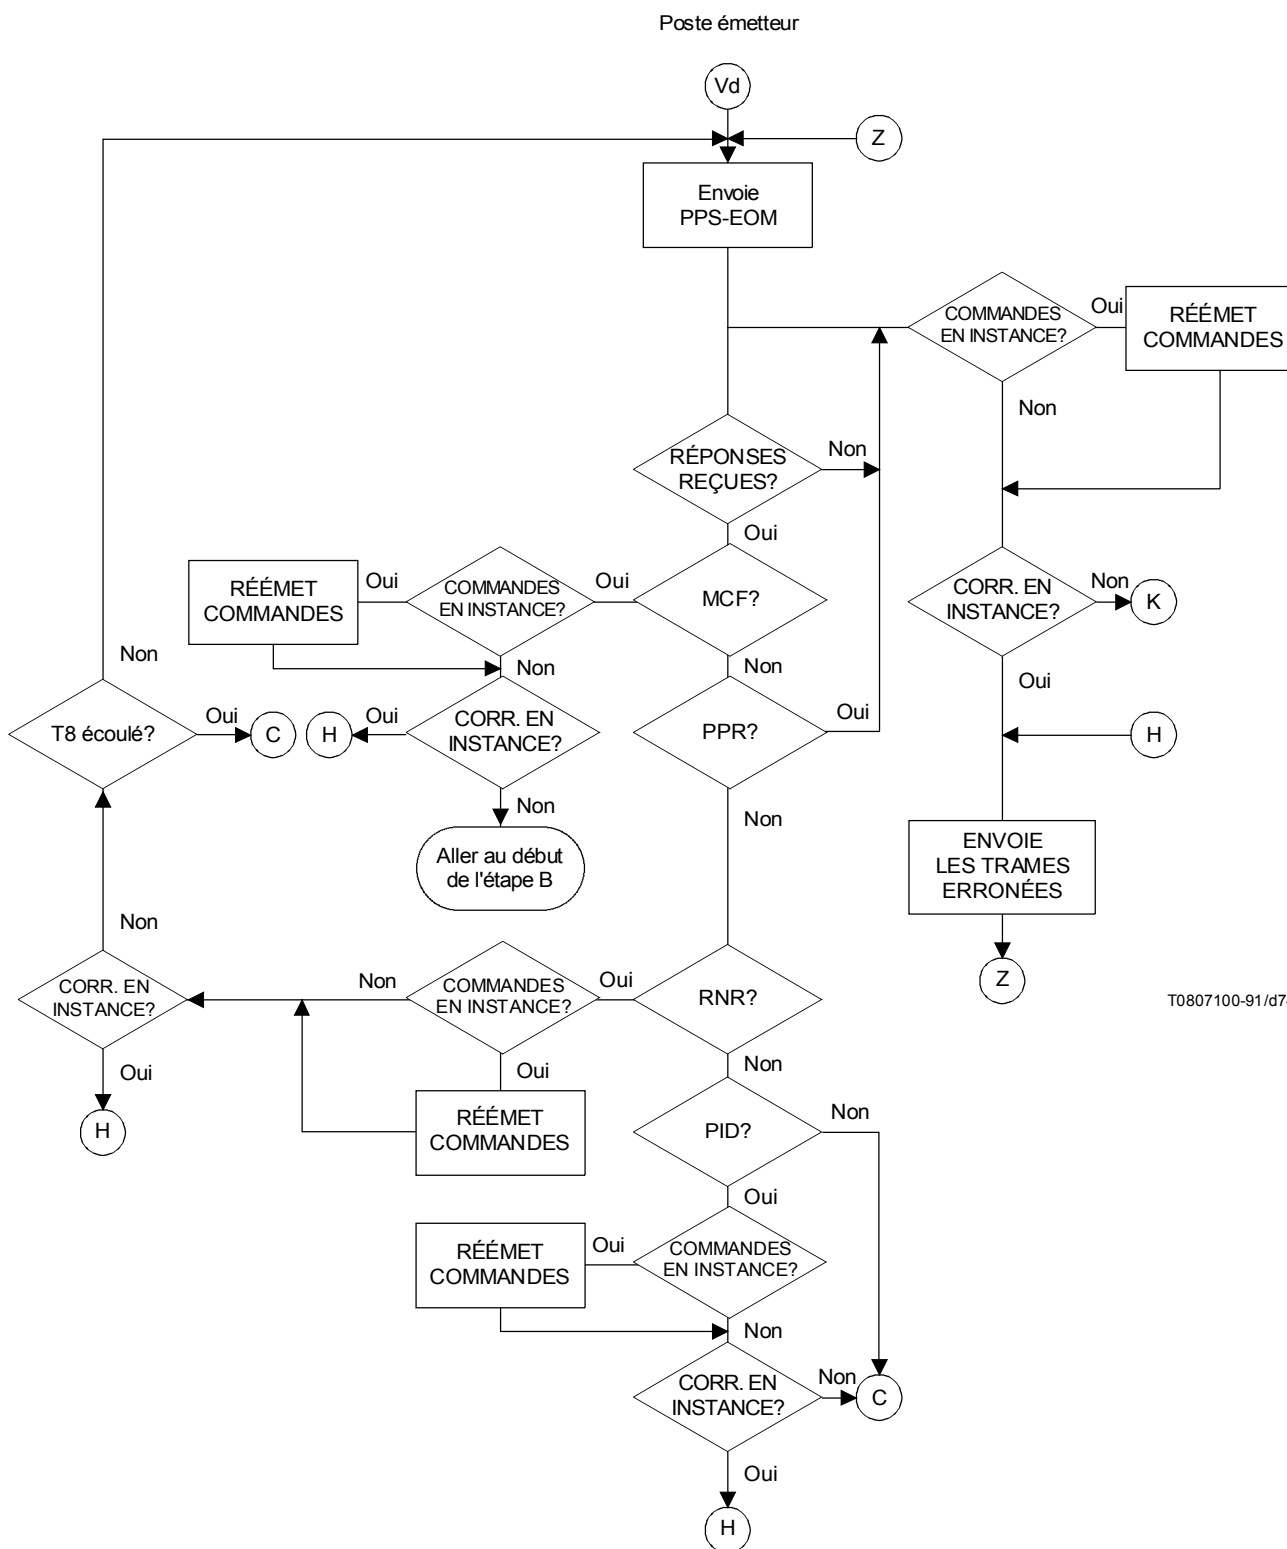 Poste émetteur
Vd
Z
Envoie
PPS-EOM
COMMANDES
EN INSTANCE?
Oui
RÉÉMET
COMMANDES
Non
RÉPONSES
REÇUES?
Non
Oui
RÉÉMET
COMMANDES
Oui
COMMANDES
EN INSTANCE?
Oui
MCF?
CORR. EN
INSTANCE?
Non
K
Non
Non
Non
Oui
T8 écoulé?
Oui
C
H
Oui
CORR. EN
INSTANCE?
PPR?
Oui
H
Non
Non
Aller au début
de l'étape B
ENVOIE
LES TRAMES
ERRONÉES
Non
CORR. EN
INSTANCE?
Non
COMMANDES
EN INSTANCE?
Oui
RNR?
Z
T0807100-91/d7
Oui
Oui
Non
H
RÉÉMET
COMMANDES
PID?
Non
Oui
RÉÉMET
COMMANDES
Oui
COMMANDES
EN INSTANCE?
Non
CORR. EN
INSTANCE?
Non
C
Oui
H